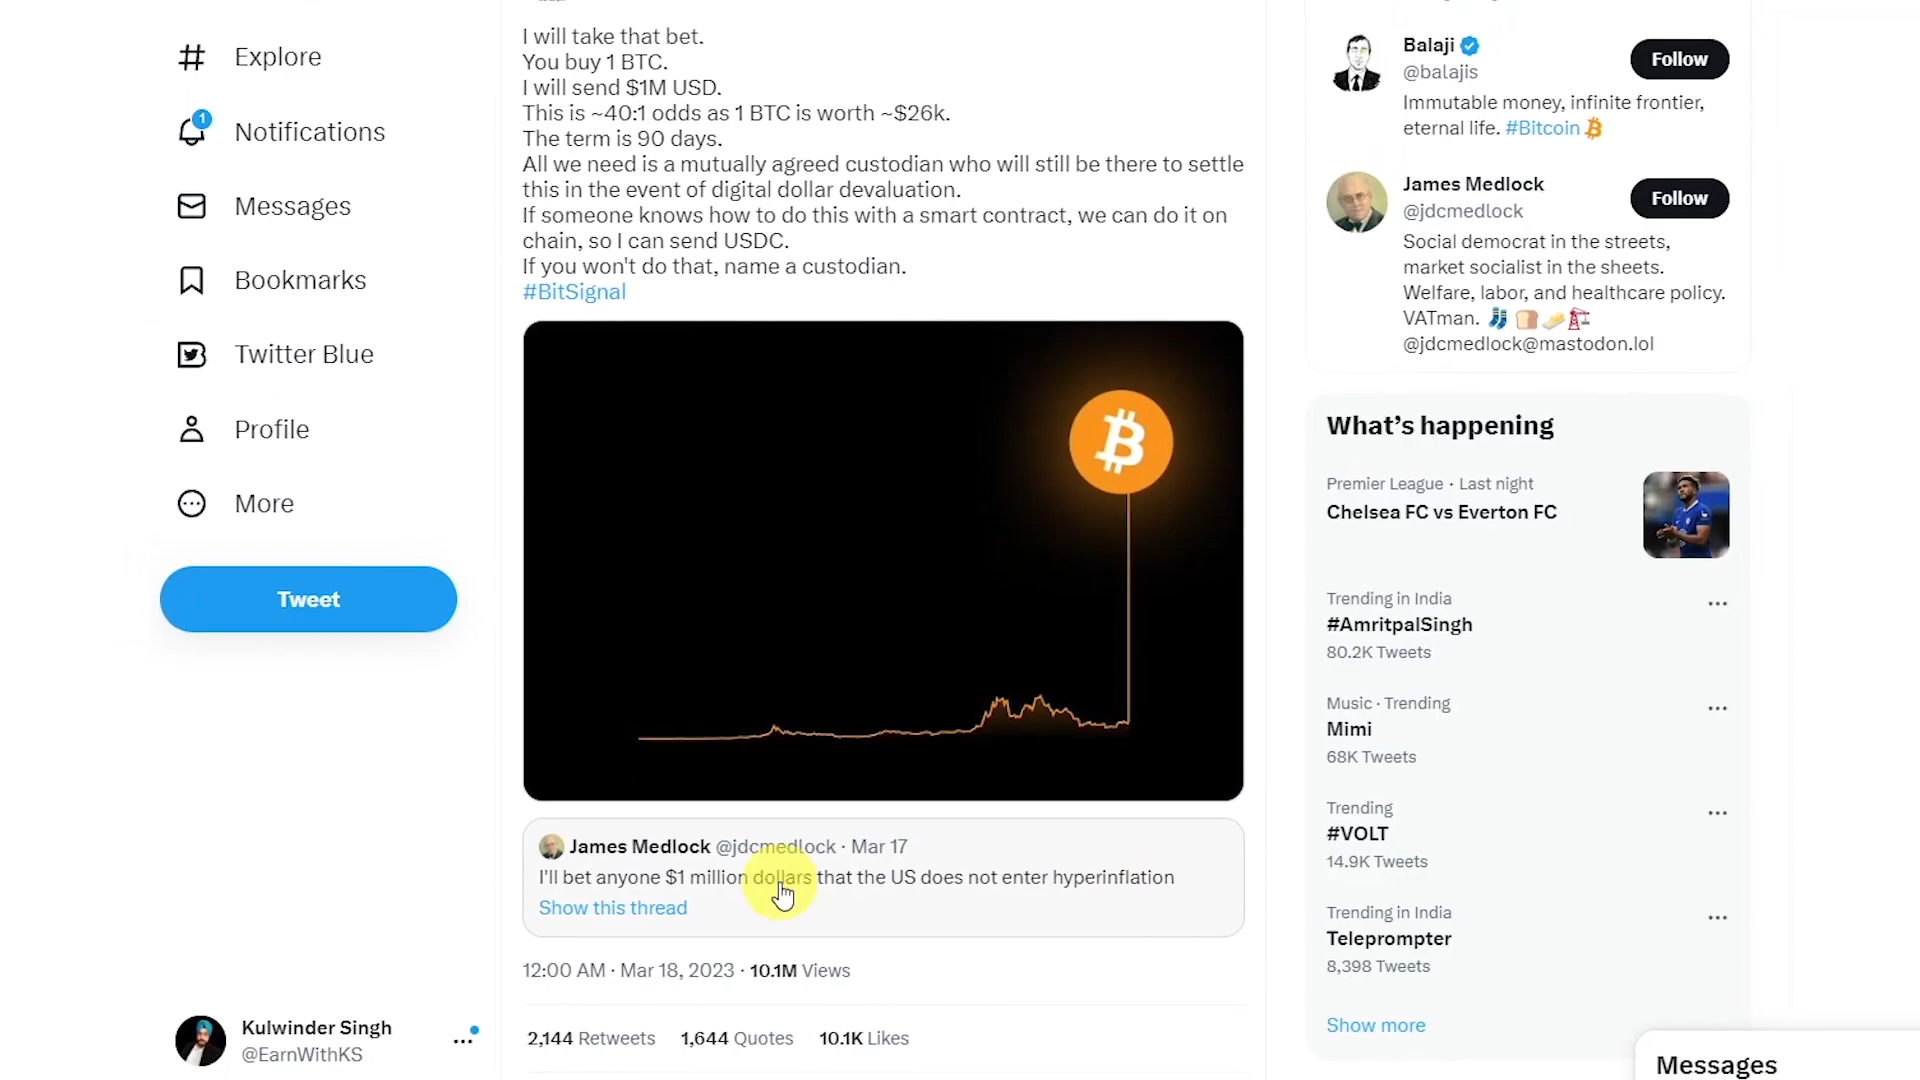 Explore
1
Notifications
Messages
Bookmarks
Twitter Blue
Profile
More
Tweet
Kulwinder Singh
@EarnWithKS
I will take that bet.
You buy 1 BTC.
I will send $1M USD.
This is ~40:1 odds as 1 BTC is worth ~$26k.
The term is 90 days.
All we need is a mutually agreed custodian who will still be there to settle
this in the event of digital dollar devaluation.
If someone knows how to do this with a smart contract, we can do it on
chain, so I can send USDC.
If you won't do that, name a custodian.
#BitSignal
James Medlock @jdcmedlock · Mar 17
I'll bet anyone $1 million dollars that the US does not enter hyperinflation
Show this thread
12:00 AM · Mar 18, 2023 · 10.1M Views
2,144 Retweets 1,644 Quotes 10.1K Likes
Balaji
@balajis
Follow
Immutable money, infinite frontier,
eternal life. #Bitcoin
James Medlock
@jdcmedlock
Follow
Social democrat in the streets,
market socialist in the sheets.
Welfare, labor, and healthcare policy.
VATman.
@jdcmedlock@mastodon.lol
What's happening
Premier League · Last night
Chelsea FC vs Everton FC
Trending in India
#AmritpalSingh
80.2K Tweets
Music · Trending
Mimi
68K Tweets
Trending
#VOLT
14.9K Tweets
Trending in India
Teleprompter
8,398 Tweets
Show more
Messages